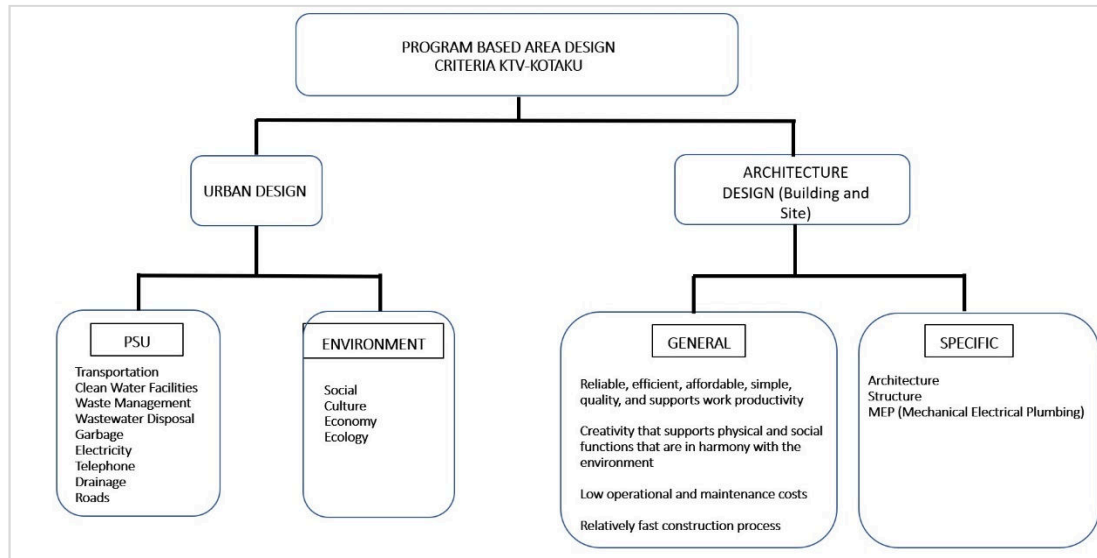 PROGRAM BASED AREA DESIGN
CRITERIA KTV-KOTAKU
URBAN DESIGN
ARCHITECTURE
DESIGN (Building and
Site)
PSU
Transportation
Clean Water Facilities
Waste Management
Wastewater Disposal
Garbage
Electricity
Telephone
Drainage
Roads
ENVIRONMENT
Social
Culture
Economy
Ecology
GENERAL
Reliable, efficient, affordable, simple,
quality, and supports work productivity
Creativity that supports physical and social
functions that are in harmony with the
environment
Low operational and maintenance costs
Relatively fast construction process
SPECIFIC
Architecture
Structure
MEP (Mechanical Electrical Plumbing)